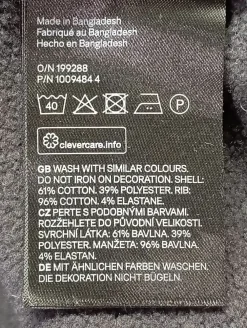 Made in Bangladesh
Fabriqué au Bangladesh
Hecho en Bangladesh
O/N 199288
P/N 1009484 4
40
P
clevercare.info
GB WASH WITH SIMILAR COLOURS.
DO NOT IRON ON DECORATION. SHELL:
61% COTTON. 39% POLYESTER. RIB:
96% COTTON. 4% ELASTANE.
CZ PERTE S PODOBNÝMI BARVAMI.
ROZŽEHLETE DO PŮVODNÍ VELIKOSTI.
SVRCHNÍ LÁTKA: 61% BAVLNA. 39%
POLYESTER. MANŽETA: 96% BAVLNA.
4% ELASTAN.
DE MIT ÄHNLICHEN FARBEN WASCHEN.
DIE DEKORATION NICHT BÜGELN.